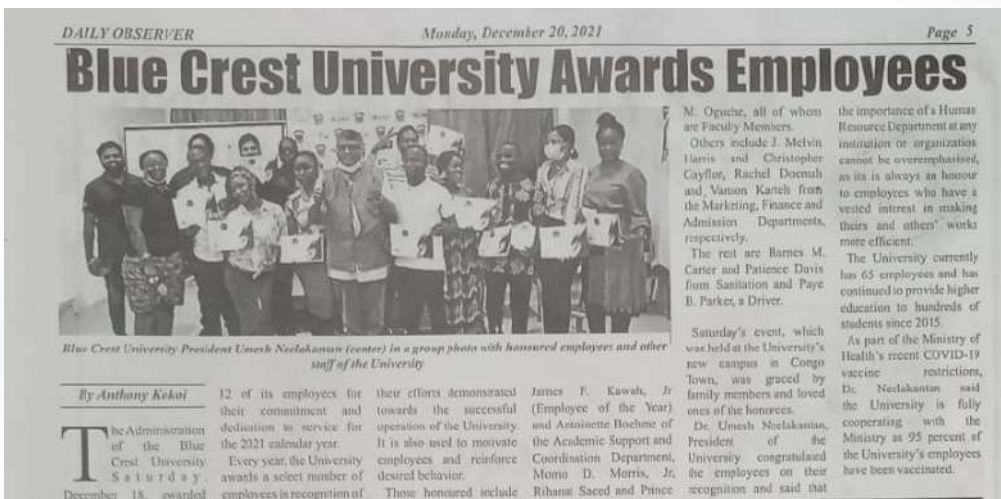 DAILY OBSERVER
Monday, December 20, 2021
Page 5
Blue Crest University Awards Employees
Blue Crest University President Umesh Neelakantan (center) in a group photo with honoured employees and other
staff of the University
By Anthony Kokoi
The Administration
of the Blue
Crest University
Saturday,
December 18, awarded
12 of its employees for
their commitment and
dedication to service for
the 2021 calendar year.
Every year, the University
awards a select number of
employees in recognition of
their efforts demonstrated
towards the successful
operation of the University.
It is also used to motivate
employees and reinforce
desired behavior.
Those honoured include
James F. Kawah, Jr
(Employee of the Year)
and Antoinette Boehme of
the Academic Support and
Coordination Department,
Momo D. Morris, Jr,
Rihanat Saeed and Prince
M. Oguche, all of whom
are Faculty Members.
Others include J. Melvin
Harris and Christopher
Gayflor, Rachel Doemah
and Vanson Karteh from
the Marketing, Finance and
Admission Departments,
respectively.
The rest are Barnes M.
Carter and Patience Davis
from Sanitation and Paye
B. Parker, a Driver.
Saturday's event, which
was held at the University's
new campus in Congo
Town, was graced by
family members and loved
ones of the honorees.
Dr. Umesh Neelakantan,
President of the
University congratulated
the employees on their
recognition and said that
the importance of a Human
Resource Department at any
institution or organization
cannot be overemphasised,
as its is always an honour
to employees who have a
vested interest in making
theirs and others' works
more efficient.
The University currently
has 65 employees and has
continued to provide higher
education to hundreds of
students since 2015.
As part of the Ministry of
Health's recent COVID-19
vaccine restrictions,
Dr. Neelakantan said
the University is fully
cooperating with the
Ministry as 95 percent of
the University's employees
have been vaccinated.